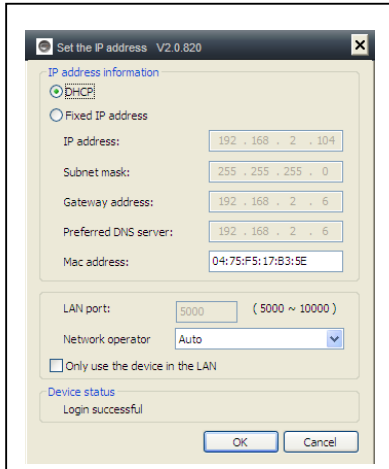 Set the IP address V2.0.820
IP address information
DHCP
Fixed IP address
IP address: 192 . 168 . 2 . 104
Subnet mask: 255 . 255 . 255 . 0
Gateway address: 192 . 168 . 2 . 6
Preferred DNS server: 192 . 168 . 2 . 6
Mac address: 04:75:F5:17:B3:5E
LAN port: 5000 ( 5000 ~ 10000 )
Network operator Auto
Only use the device in the LAN
Device status
Login successful
OK Cancel